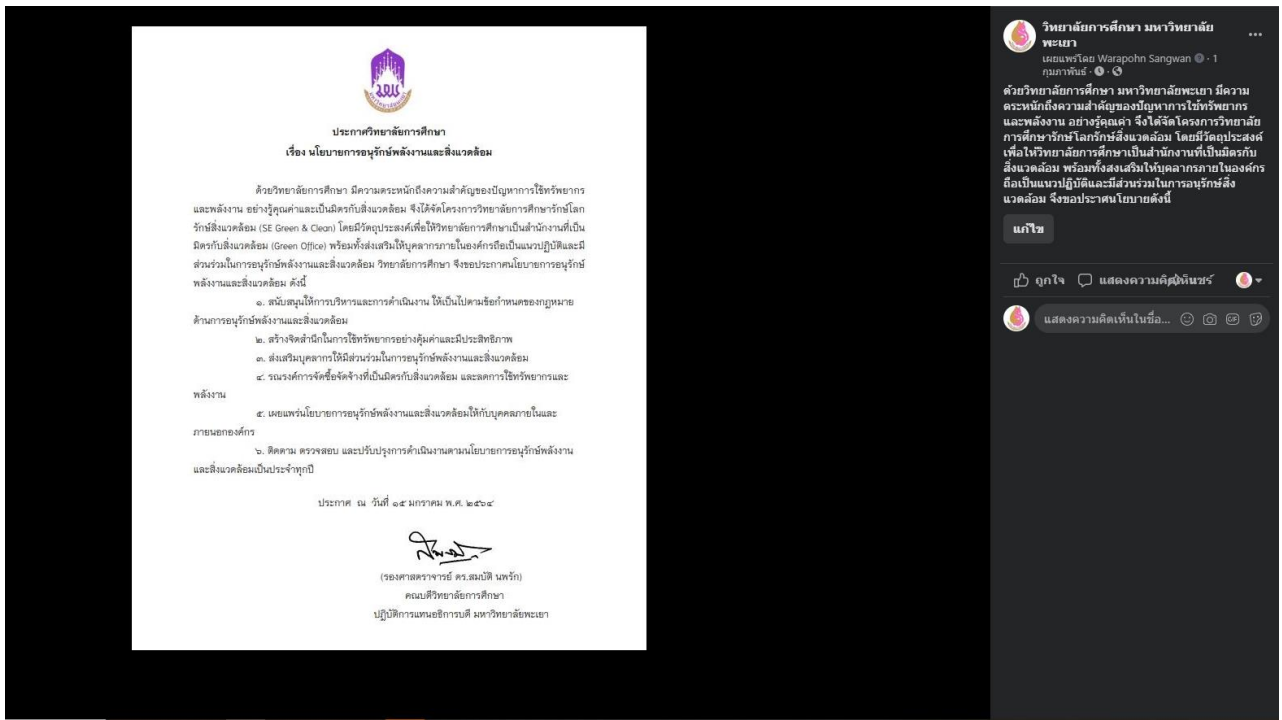 มหาวิทยาลัยพะเยา
ประกาศวิทยาลัยการศึกษา
เรื่อง นโยบายการอนุรักษ์พลังงานและสิ่งแวดล้อม
ด้วยวิทยาลัยการศึกษา มีความตระหนักถึงความสำคัญของปัญหาการใช้ทรัพยากร
และพลังงาน อย่างรู้คุณค่าและเป็นมิตรกับสิ่งแวดล้อม จึงได้จัดโครงการวิทยาลัยการศึกษารักษ์โลก
รักษ์สิ่งแวดล้อม (SE Green & Clean) โดยมีวัตถุประสงค์เพื่อให้วิทยาลัยการศึกษาเป็นสำนักงานที่เป็น
มิตรกับสิ่งแวดล้อม (Green Office) พร้อมทั้งส่งเสริมให้บุคลากรภายในองค์กรถือเป็นแนวปฏิบัติและมี
ส่วนร่วมในการอนุรักษ์พลังงานและสิ่งแวดล้อม วิทยาลัยการศึกษา จึงขอประกาศนโยบายการอนุรักษ์
พลังงานและสิ่งแวดล้อม ดังนี้
๑. สนับสนุนให้การบริหารและการดำเนินงาน ให้เป็นไปตามข้อกำหนดของกฎหมาย
ด้านการอนุรักษ์พลังงานและสิ่งแวดล้อม
๒. สร้างจิตสำนึกในการใช้ทรัพยากรอย่างคุ้มค่าและมีประสิทธิภาพ
๓. ส่งเสริมบุคลากรให้มีส่วนร่วมในการอนุรักษ์พลังงานและสิ่งแวดล้อม
๔. รณรงค์การจัดซื้อจัดจ้างที่เป็นมิตรกับสิ่งแวดล้อม และลดการใช้ทรัพยากรและ
พลังงาน
๕. เผยแพร่นโยบายการอนุรักษ์พลังงานและสิ่งแวดล้อมให้กับบุคคลภายในและ
ภายนอกองค์กร
๖. ติดตาม ตรวจสอบ และปรับปรุงการดำเนินงานตามนโยบายการอนุรักษ์พลังงาน
และสิ่งแวดล้อมเป็นประจำทุกปี
ประกาศ ณ วันที่ ๑๕ มกราคม พ.ศ. ๒๕๖๔
(รองศาสตราจารย์ ดร.สมบัติ นพรัก)
คณบดีวิทยาลัยการศึกษา
ปฏิบัติการแทนอธิการบดี มหาวิทยาลัยพะเยา
วิทยาลัยการศึกษา มหาวิทยาลัย
พะเยา
เผยแพร่โดย Warapohn Sangwan · 1
กุมภาพันธ์ ·
ด้วยวิทยาลัยการศึกษา มหาวิทยาลัยพะเยา มีความ
ตระหนักถึงความสำคัญของปัญหาการใช้ทรัพยากร
และพลังงาน อย่างรู้คุณค่า จึงได้จัดโครงการวิทยาลัย
การศึกษารักษ์โลกรักษ์สิ่งแวดล้อม โดยมีวัตถุประสงค์
เพื่อให้วิทยาลัยการศึกษาเป็นสำนักงานที่เป็นมิตรกับ
สิ่งแวดล้อม พร้อมทั้งสงเสริมให้บุคลากรภายในองค์กร
ถือเป็นแนวปฏิบัติและมีส่วนร่วมในการอนุรักษ์สิ่ง
แวดล้อม จึงขอประาศนโยบายดังนี้
แก้ไข
ถูกใจ แสดงความคิดเห็น แชร์
แสดงความคิดเห็นในชื่อ... GIF